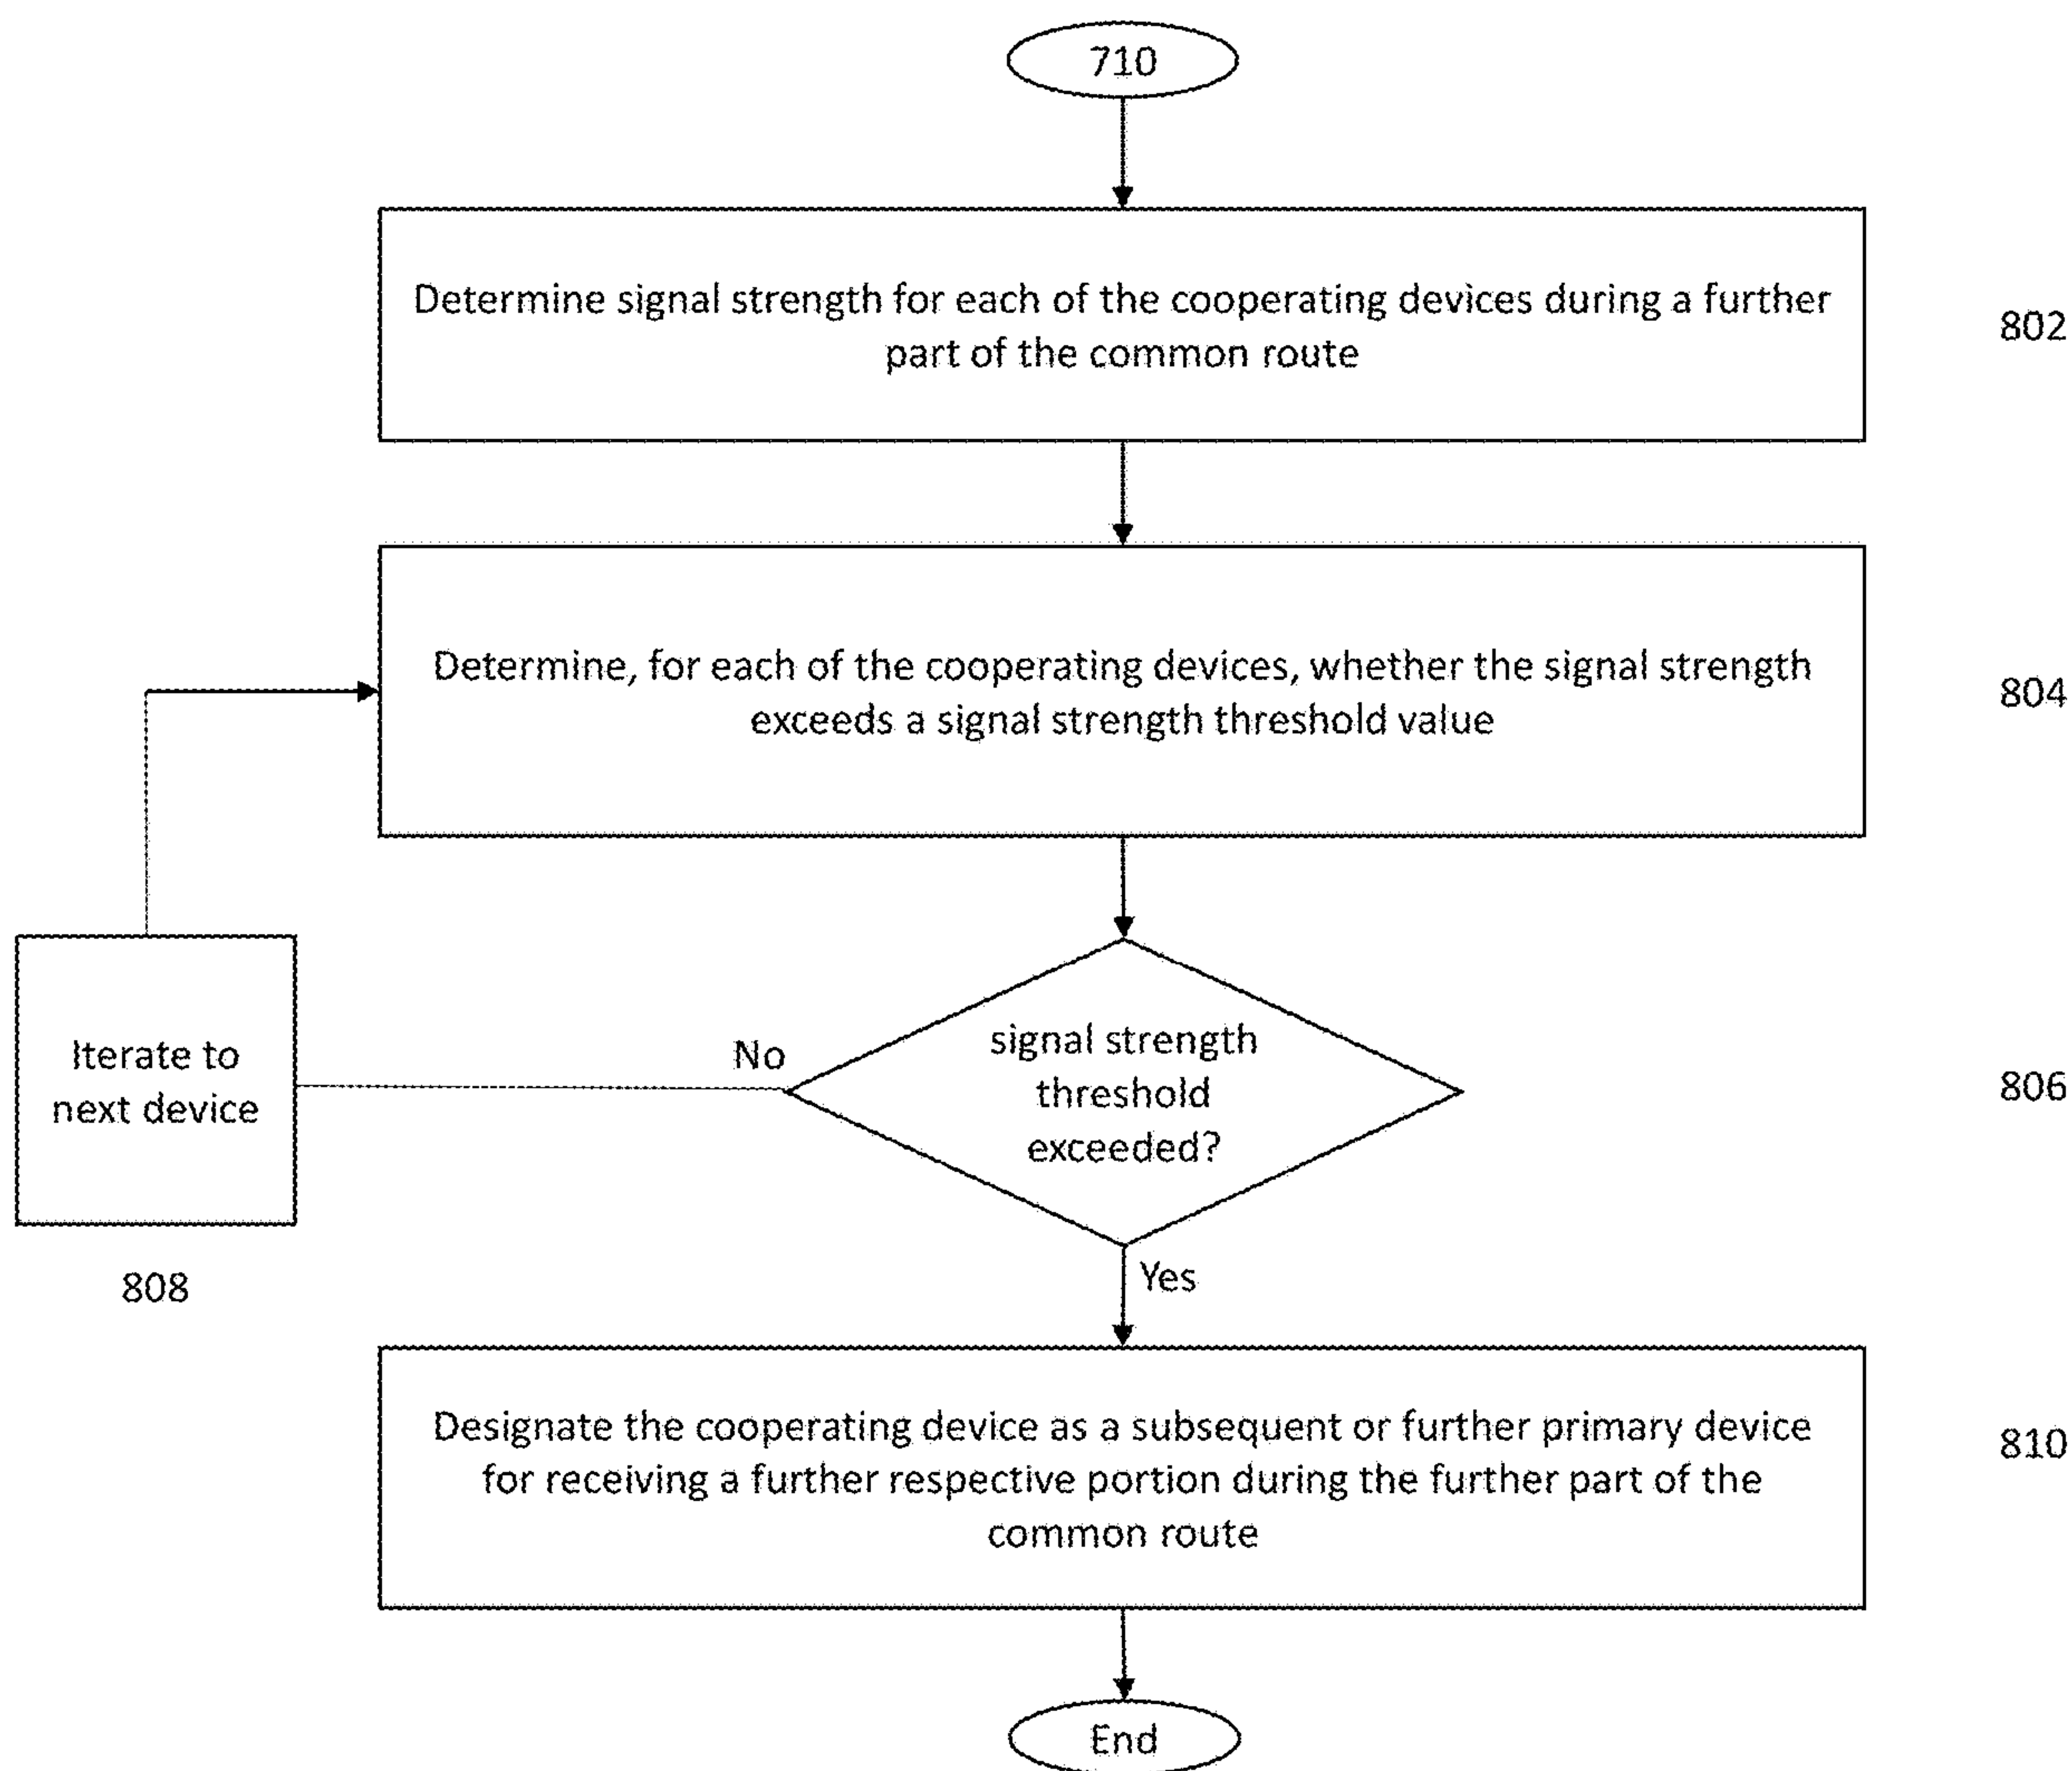 710
Determine signal strength for each of the cooperating devices during a further
part of the common route
802
Determine, for each of the cooperating devices, whether the signal strength
exceeds a signal strength threshold value
804
Iterate to
next device
808
No
signal strength
threshold
exceeded?
806
Yes
Designate the cooperating device as a subsequent or further primary device
for receiving a further respective portion during the further part of the
common route
810
End